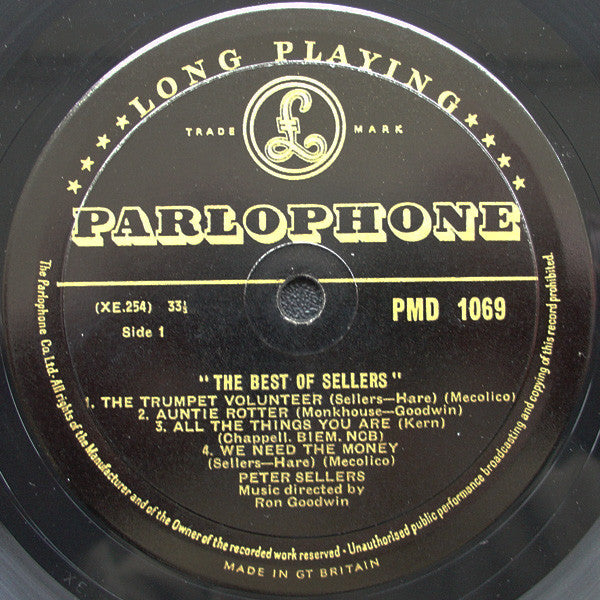 ★★★★★ LONG PLAYING ★★★★★
TRADE £ MARK
PARLOPHONE
(XE.254) 33⅓
Side 1
PMD 1069
"THE BEST OF SELLERS"
1. THE TRUMPET VOLUNTEER (Sellers—Hare) (Mecolico)
2. AUNTIE ROTTER (Monkhouse—Goodwin)
3. ALL THE THINGS YOU ARE (Kern)
(Chappell. BIEM. NCB)
4. WE NEED THE MONEY
(Sellers—Hare) (Mecolico)
PETER SELLERS
Music directed by
Ron Goodwin
The Parlophone Co. Ltd. All rights of the Manufacturer and of the Owner of the recorded work reserved - Unauthorised public performance broadcasting and copying of this record prohibited.
MADE IN GT BRITAIN
XE